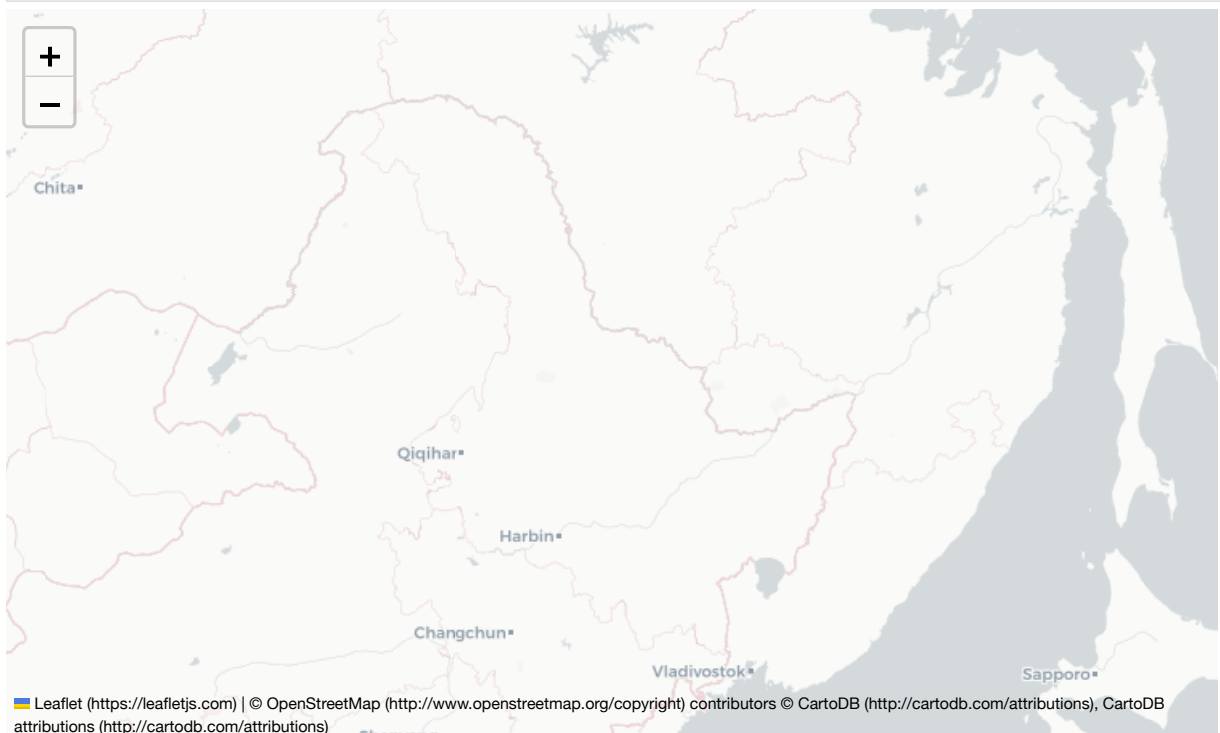 +
−
Chita
Qiqihar
Harbin
Changchun
Vladivostok
Sapporo
Leaflet (https://leafletjs.com) | © OpenStreetMap (http://www.openstreetmap.org/copyright) contributors © CartoDB (http://cartodb.com/attributions), CartoDB
attributions (http://cartodb.com/attributions)